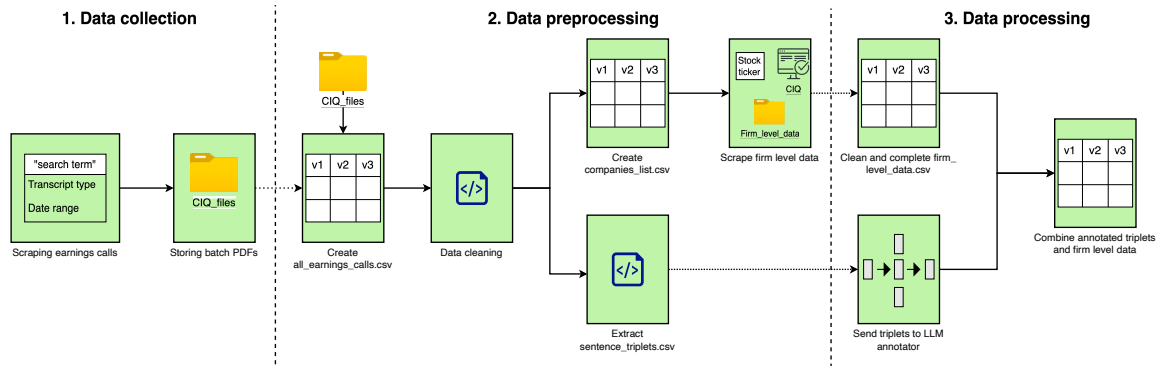 1. Data collection
2. Data preprocessing
3. Data processing
"search term"
Transcript type
Date range
Scraping earnings calls
CIQ_files
Storing batch PDFs
CIQ_files
v1 v2 v3
Create
all_earnings_calls.csv
Data cleaning
v1 v2 v3
Create
companies_list.csv
Stock
ticker
CIQ
Firm_level_data
Scrape firm level data
Extract
sentence_triplets.csv
v1 v2 v3
Clean and complete firm_
level_data.csv
Send triplets to LLM
annotator
v1 v2 v3
Combine annotated triplets
and firm level data